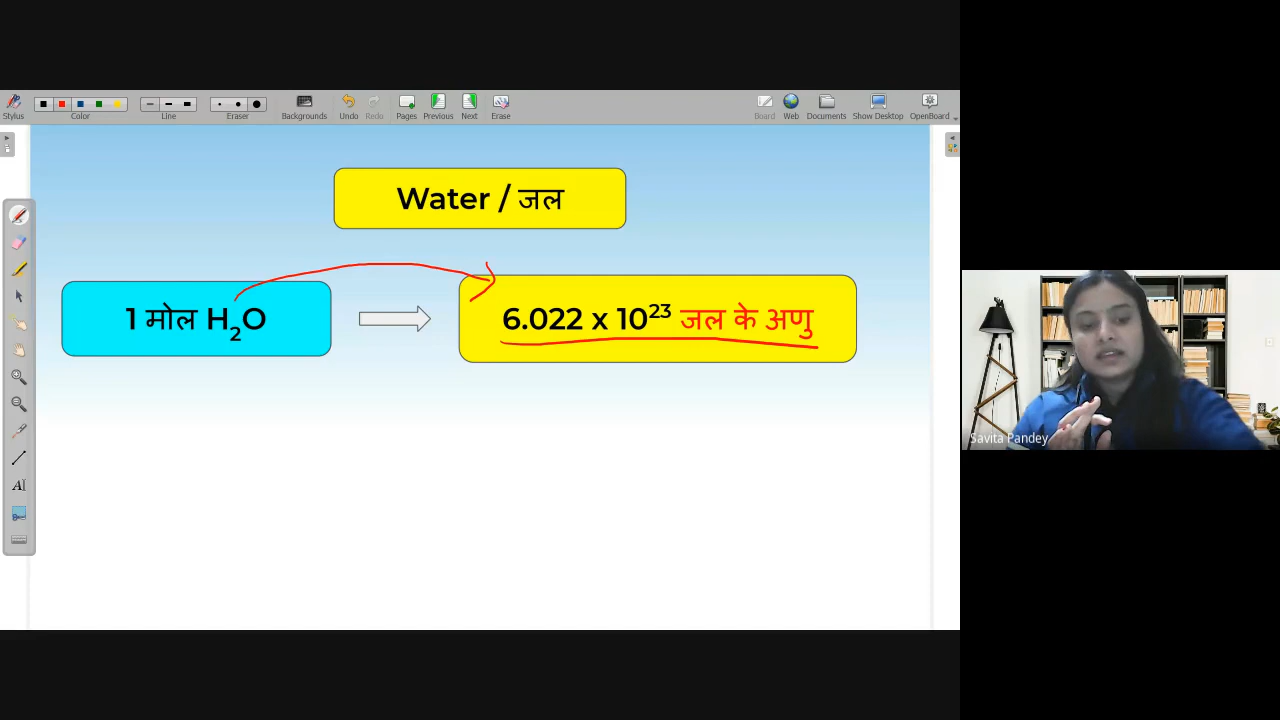 Stylus
Color
Line
Eraser
Backgrounds
Undo
Redo
Pages
Previous
Next
Erase
Board
Web
Documents
Show Desktop
OpenBoard
Water / जल
1 मोल H₂O
6.022 x 10²³ जल के अणु
Savita Pandey